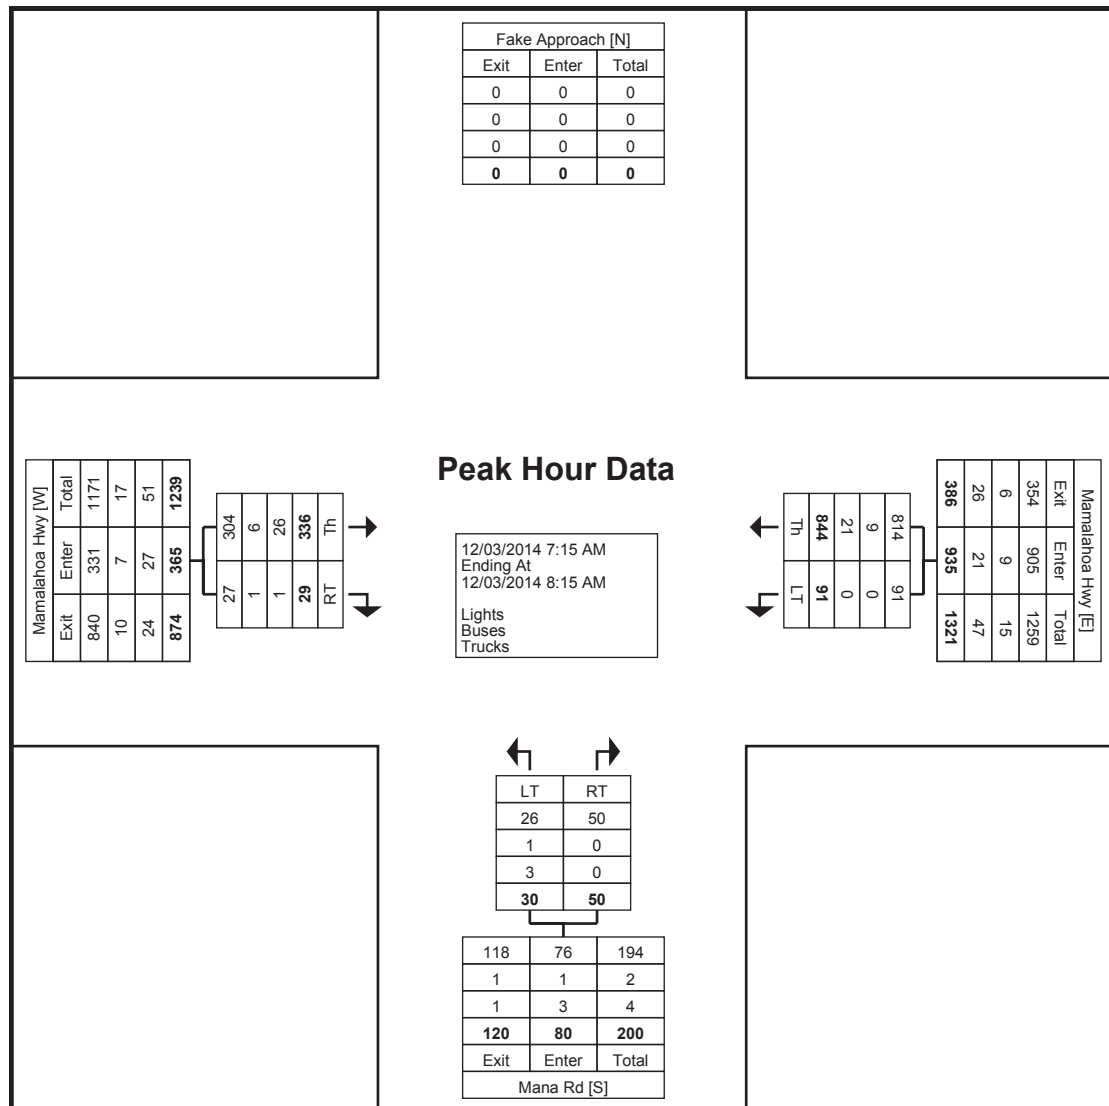 Fake Approach [N]
Exit Enter Total
0 0 0
0 0 0
0 0 0
0 0 0
Peak Hour Data
Mamalahoa Hwy [W]
Total 1171 17 51 1239
Enter 331 7 27 365
Exit 840 10 24 874
304 6 26 336 Th
27 1 1 29 RT
12/03/2014 7:15 AM
Ending At
12/03/2014 8:15 AM
Lights
Buses
Trucks
814 9 21 844 Th
91 0 0 91 LT
Mamalahoa Hwy [E]
Exit 354 6 26 386
Enter 905 9 21 935
Total 1259 15 47 1321
LT RT
26 50
1 0
3 0
30 50
118 76 194
1 1 2
1 3 4
120 80 200
Exit Enter Total
Mana Rd [S]